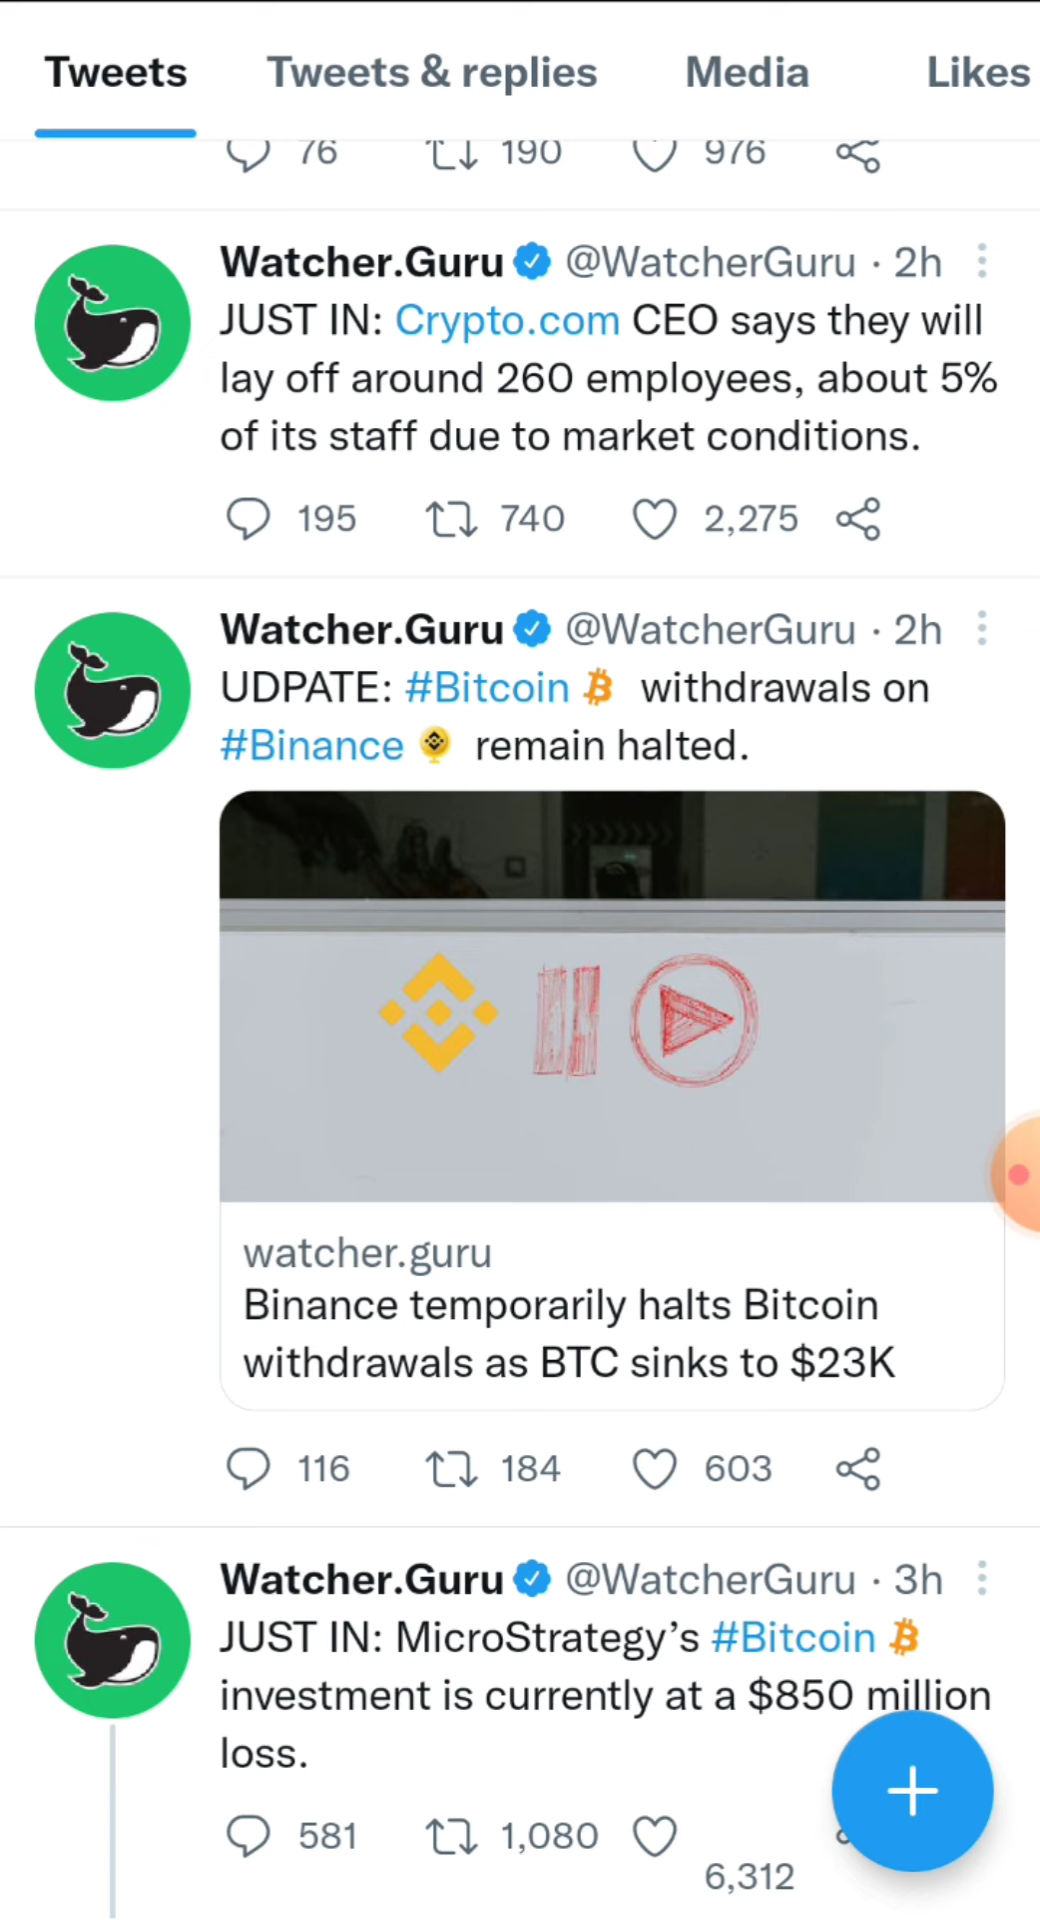 Tweets Tweets & replies Media Likes
76 190 976
Watcher.Guru @WatcherGuru · 2h
JUST IN: Crypto.com CEO says they will
lay off around 260 employees, about 5%
of its staff due to market conditions.
195 740 2,275
Watcher.Guru @WatcherGuru · 2h
UDPATE: #Bitcoin withdrawals on
#Binance remain halted.
watcher.guru
Binance temporarily halts Bitcoin
withdrawals as BTC sinks to $23K
116 184 603
Watcher.Guru @WatcherGuru · 3h
JUST IN: MicroStrategy’s #Bitcoin
investment is currently at a $850 million
loss.
581 1,080
6,312